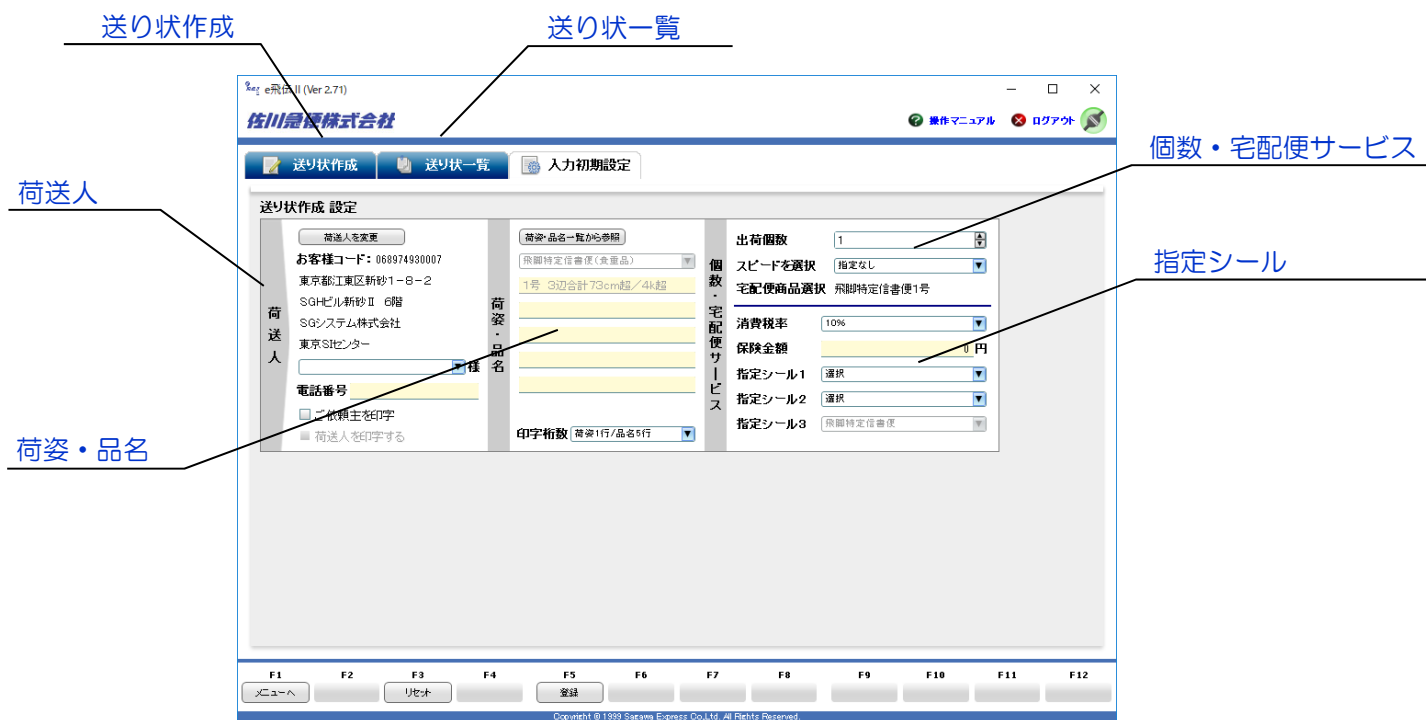 送り状作成
送り状一覧
e飛伝Ⅱ(Ver 2.71)
佐川急便株式会社
操作マニュアル
ログアウト
個数・宅配便サービス
送り状作成
送り状一覧
入力初期設定
荷送人
送り状作成 設定
荷送人
荷送人を変更
お客様コード：068974930007
東京都江東区新砂1-8-2
SGHビル新砂Ⅱ 6階
SGシステム株式会社
東京SIセンター
様
電話番号
ご依頼主を印字
荷送人を印字する
荷姿・品名
荷姿・品名一覧から参照
飛脚特定信書便(貴重品)
1号 3辺合計73cm超／4k超
印字桁数 荷姿1行/品名5行
個数・宅配便サービス
出荷個数 1
スピードを選択 指定なし
宅配便商品選択 飛脚特定信書便1号
消費税率 10%
保険金額 0 円
指定シール1 選択
指定シール2 選択
指定シール3 飛脚特定信書便
指定シール
荷姿・品名
F1 F2 F3 F4 F5 F6 F7 F8 F9 F10 F11 F12
メニューへ リセット 登録
Copyright © 1999 Sagawa Express Co.,Ltd. All Rights Reserved.